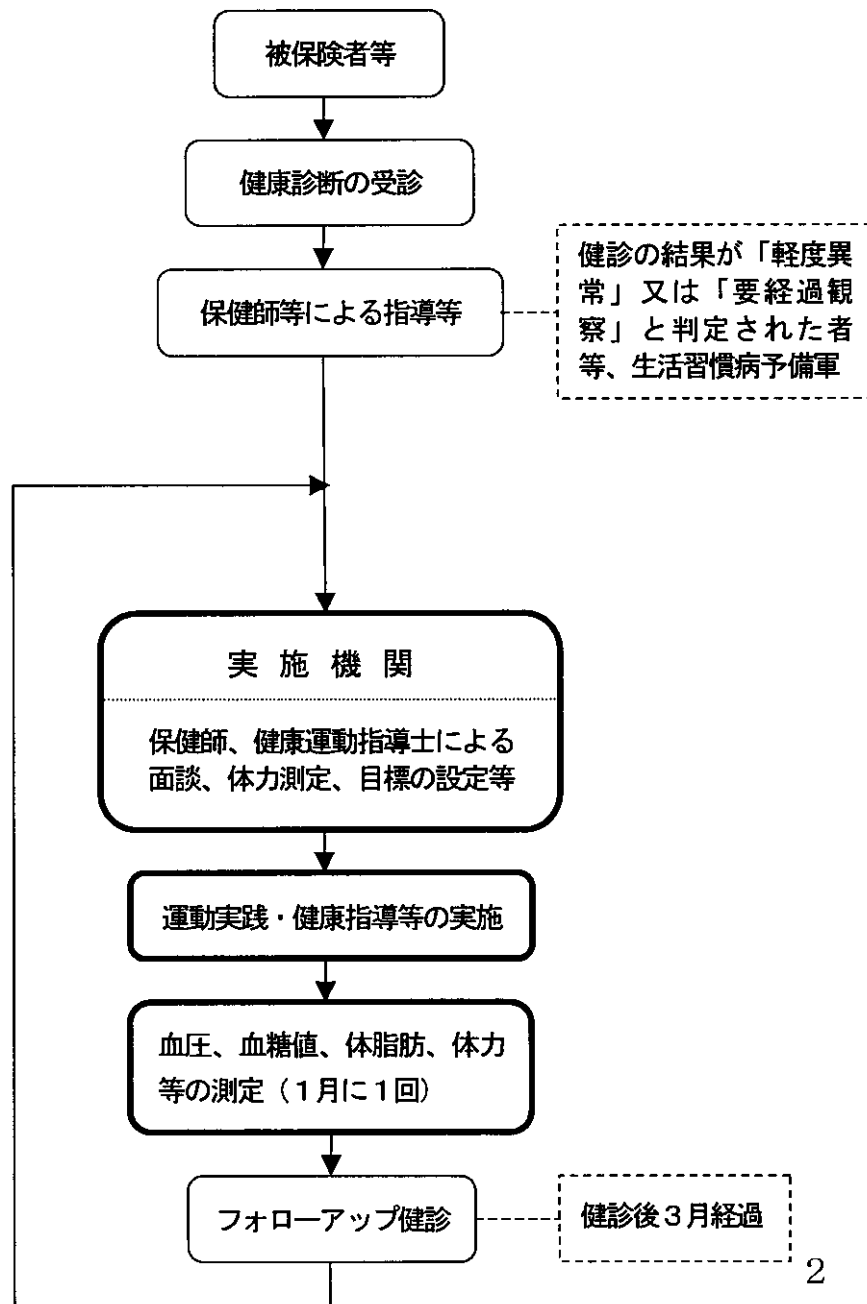 被保険者等
健康診断の受診
保健師等による指導等
健診の結果が「軽度異
常」又は「要経過観
察」と判定された者
等、生活習慣病予備軍
実施機関
保健師、健康運動指導士による
面談、体力測定、目標の設定等
運動実践・健康指導等の実施
血圧、血糖値、体脂肪、体力
等の測定（１月に１回）
フォローアップ健診
健診後３月経過
2